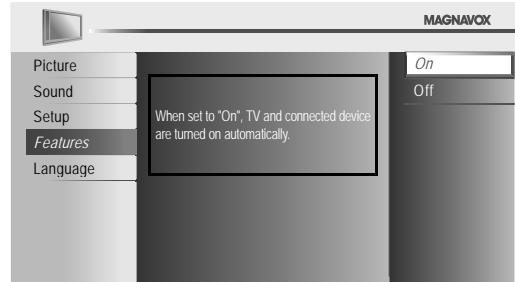 MAGNAVOX
Picture
Sound
Setup
Features
Language
When set to "On", TV and connected device
are turned on automatically.
On
Off